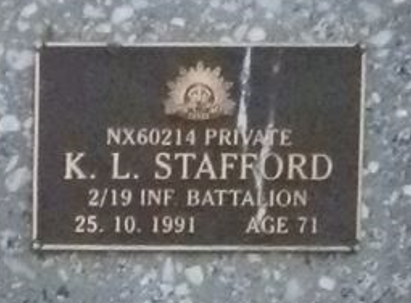 NX60214 PRIVATE
K. L. STAFFORD
2/19 INF. BATTALION
25. 10. 1991 AGE 71